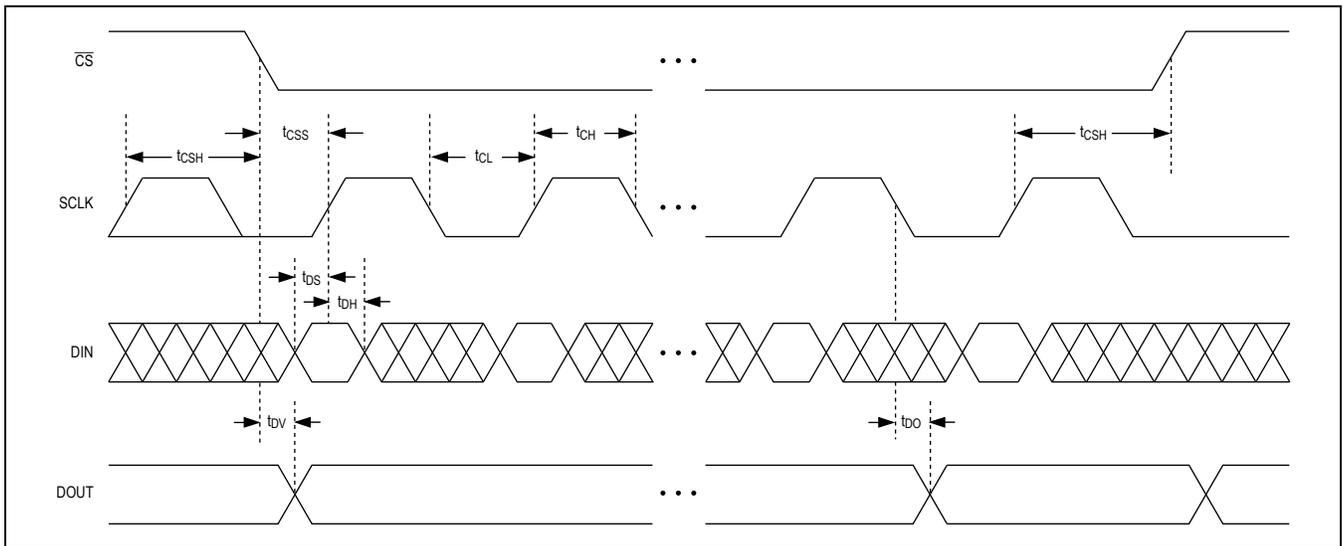 CS
• • •
tCSS
tCH
tCSH
tCSH
tCL
SCLK
• • •
tDS
tDH
DIN
• • •
tDV
tDO
DOUT
• • •